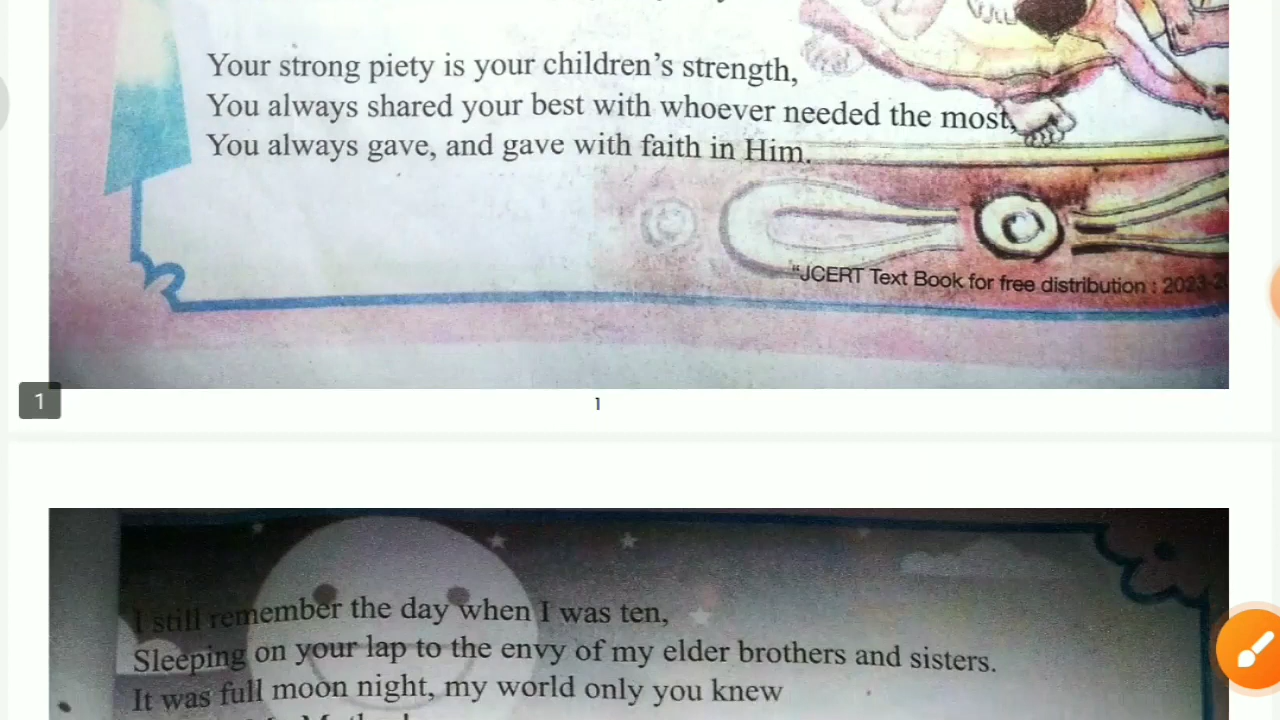 Your strong piety is your children's strength,
You always shared your best with whoever needed the most,
You always gave, and gave with faith in Him.
"JCERT Text Book for free distribution : 2023-2
1
1
I still remember the day when I was ten,
Sleeping on your lap to the envy of my elder brothers and sisters.
It was full moon night, my world only you knew